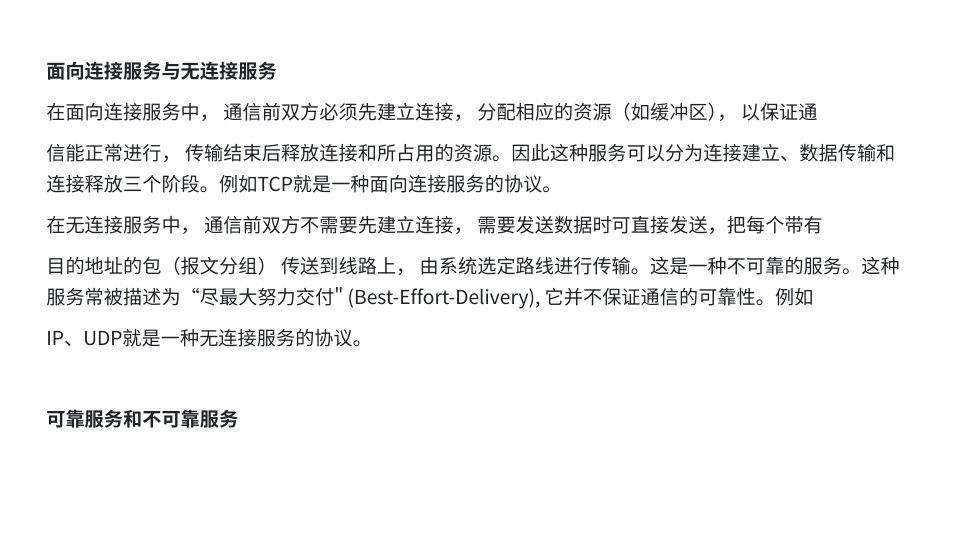 面向连接服务与无连接服务
在面向连接服务中， 通信前双方必须先建立连接， 分配相应的资源（如缓冲区）， 以保证通
信能正常进行， 传输结束后释放连接和所占用的资源。因此这种服务可以分为连接建立、数据传输和
连接释放三个阶段。例如TCP就是一种面向连接服务的协议。
在无连接服务中， 通信前双方不需要先建立连接， 需要发送数据时可直接发送，把每个带有
目的地址的包（报文分组） 传送到线路上， 由系统选定路线进行传输。这是一种不可靠的服务。这种
服务常被描述为“尽最大努力交付" (Best-Effort-Delivery), 它并不保证通信的可靠性。例如
IP、UDP就是一种无连接服务的协议。
可靠服务和不可靠服务